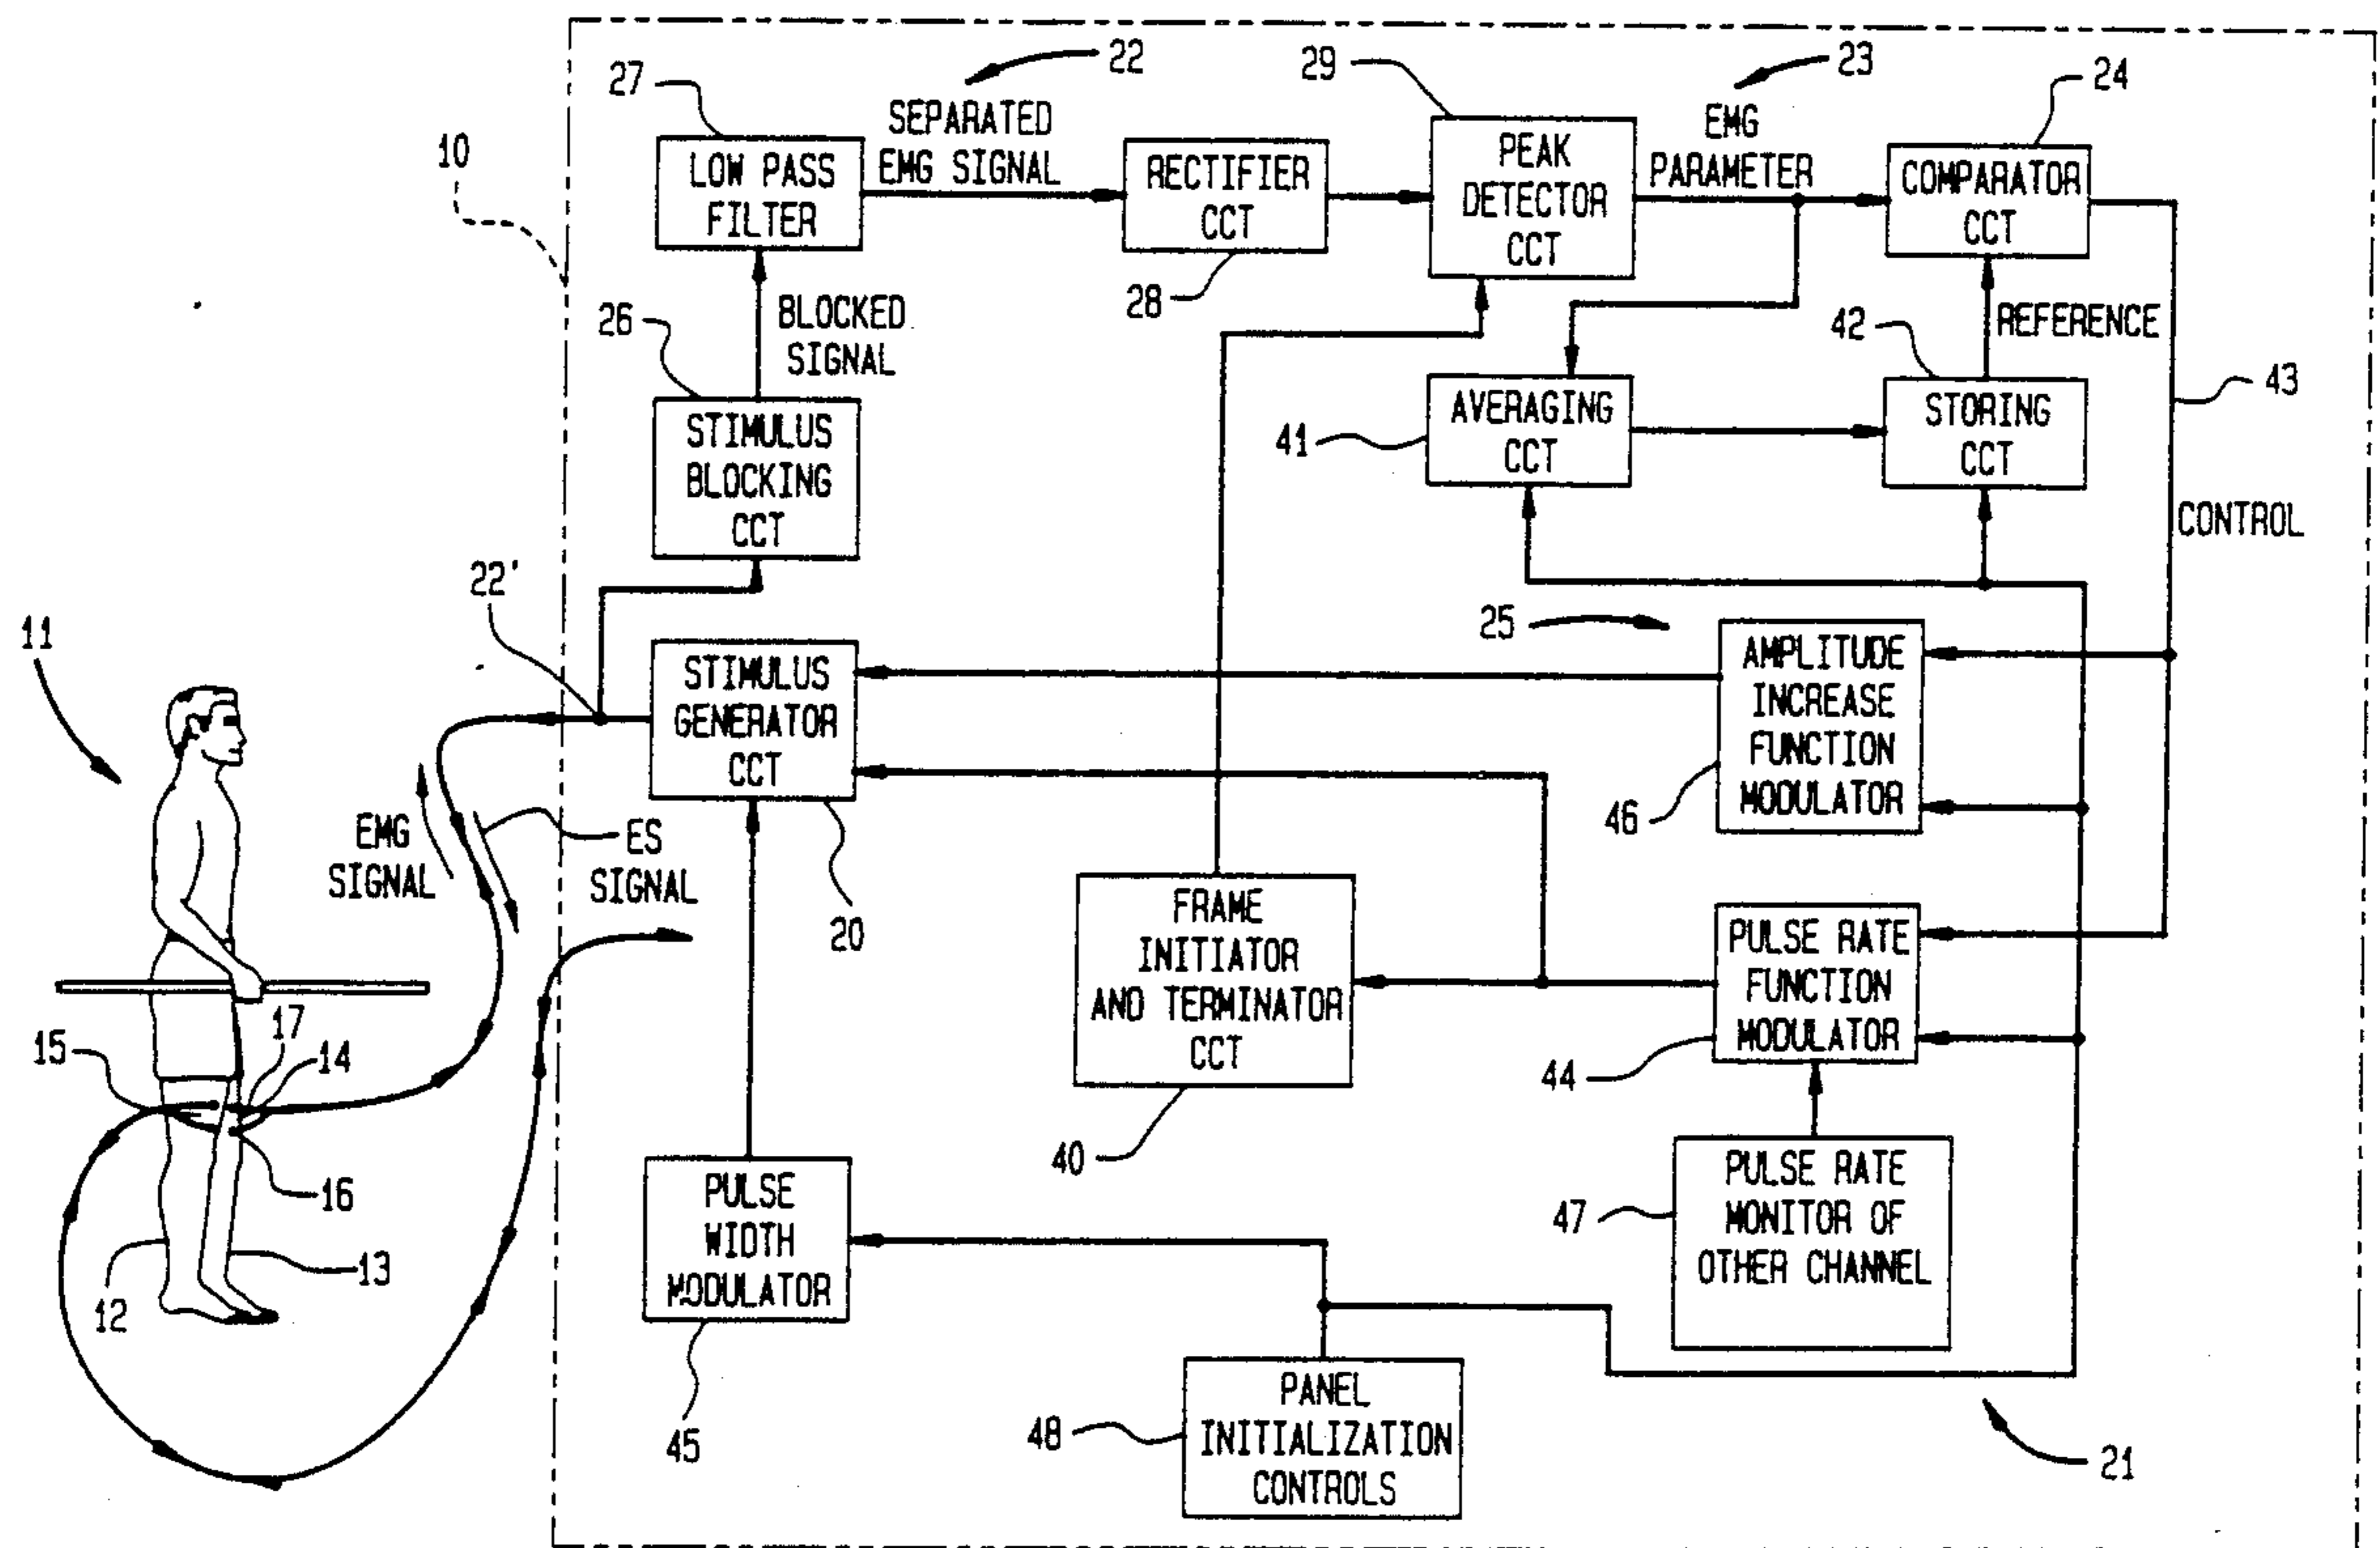 10
27
LOW PASS
FILTER
22
SEPARATED
EMG SIGNAL
RECTIFIER
CCT
28
29
PEAK
DETECTOR
CCT
23
EMG
PARAMETER
24
COMPARATOR
CCT
26
BLOCKED
SIGNAL
STIMULUS
BLOCKING
CCT
41
AVERAGING
CCT
42
REFERENCE
STORING
CCT
43
CONTROL
22'
11
STIMULUS
GENERATOR
CCT
20
25
AMPLITUDE
INCREASE
FUNCTION
MODULATOR
46
EMG
SIGNAL
ES
SIGNAL
FRAME
INITIATOR
AND TERMINATOR
CCT
40
PULSE RATE
FUNCTION
MODULATOR
44
15
17
14
16
13
12
PULSE
WIDTH
MODULATOR
45
47
PULSE RATE
MONITOR OF
OTHER CHANNEL
48
PANEL
INITIALIZATION
CONTROLS
21